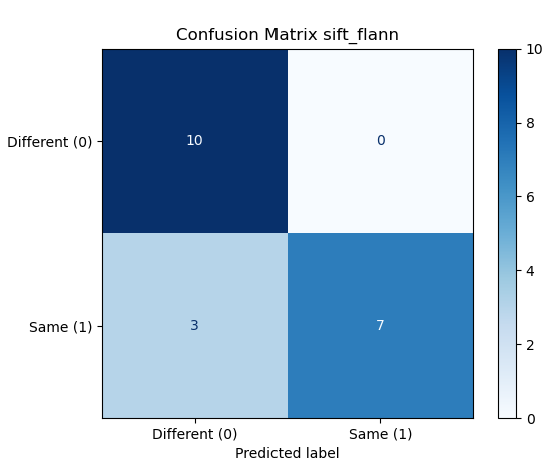 Confusion Matrix sift_flann
Different (0)
10
0
Same (1)
3
7
Different (0)
Same (1)
Predicted label
10
8
6
4
2
0